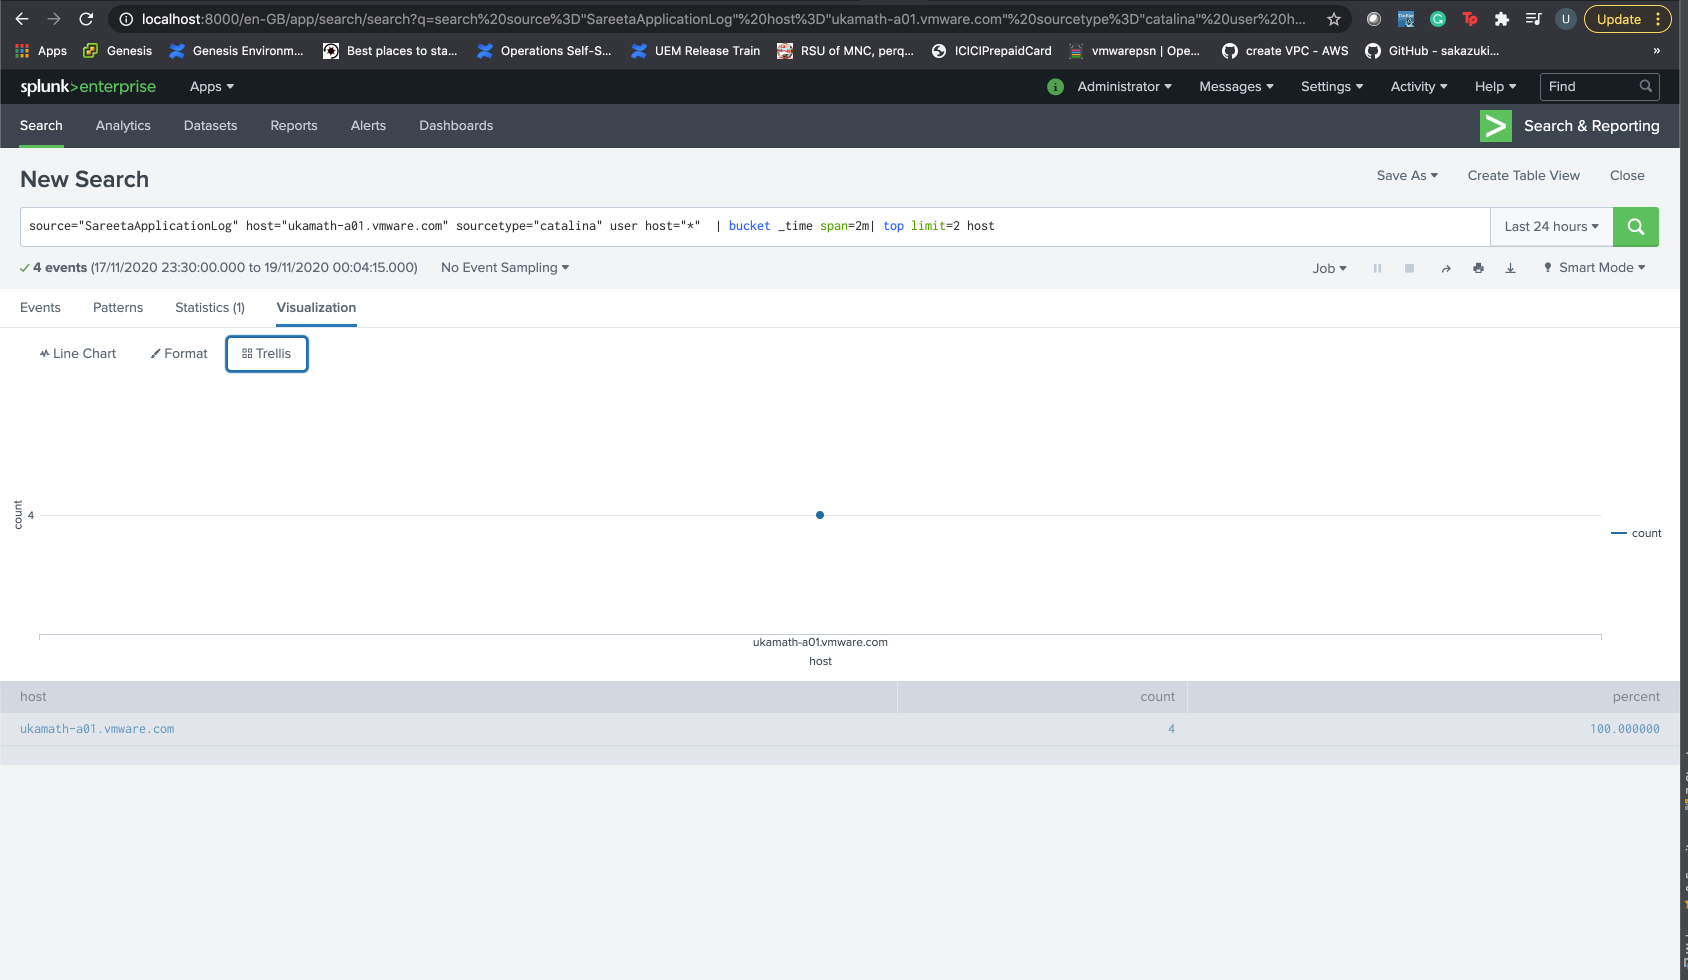 localhost:8000/en-GB/app/search/search?q=search%20source%3D"SareetaApplicationLog"%20host%3D"ukamath-a01.vmware.com"%20sourcetype%3D"catalina"%20user%20h...
U
Update
Apps
Genesis
Genesis Environm...
Best places to sta...
Operations Self-S...
UEM Release Train
RSU of MNC, perq...
ICICIPrepaidCard
vmwarepsn | Ope...
create VPC - AWS
GitHub - sakazuki...
»
splunk>enterprise
Apps
Administrator
Messages
Settings
Activity
Help
Find
Search
Analytics
Datasets
Reports
Alerts
Dashboards
Search & Reporting
New Search
Save As
Create Table View
Close
source="SareetaApplicationLog" host="ukamath-a01.vmware.com" sourcetype="catalina" user host="*" | bucket _time span=2m| top limit=2 host
Last 24 hours
4 events (17/11/2020 23:30:00.000 to 19/11/2020 00:04:15.000)
No Event Sampling
Job
Smart Mode
Events
Patterns
Statistics (1)
Visualization
Line Chart
Format
Trellis
count
4
count
ukamath-a01.vmware.com
host
host count percent
ukamath-a01.vmware.com 4 100.000000